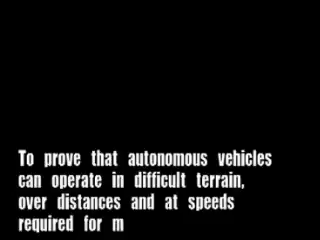 To prove that autonomous vehicles
can operate in difficult terrain,
over distances and at speeds
required for m